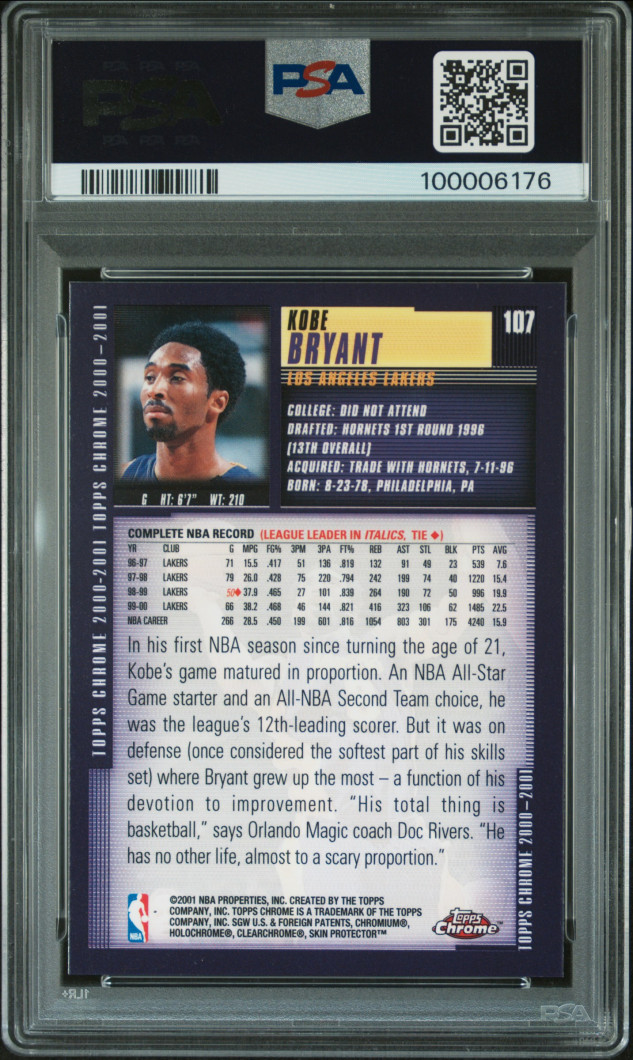 PSA
PSA
100006176
TOPPS CHROME 2000-2001 TOPPS CHROME 2000-2001
KOBE
BRYANT
107
LOS ANGELES LAKERS
COLLEGE: DID NOT ATTEND
DRAFTED: HORNETS 1ST ROUND 1996
(13TH OVERALL)
ACQUIRED: TRADE WITH HORNETS, 7-11-96
BORN: 8-23-78, PHILADELPHIA, PA
G HT: 6'7" WT: 210
COMPLETE NBA RECORD (LEAGUE LEADER IN ITALICS, TIE ♦)
YR CLUB G MPG FG% 3PM 3PA FT% REB AST STL BLK PTS AVG
96-97 LAKERS 71 15.5 .417 51 136 .819 132 91 49 23 539 7.6
97-98 LAKERS 79 26.0 .428 75 220 .794 242 199 74 40 1220 15.4
98-99 LAKERS 50♦ 37.9 .465 27 101 .839 264 190 72 50 996 19.9
99-00 LAKERS 66 38.2 .468 46 144 .821 416 323 106 62 1485 22.5
NBA CAREER 266 28.5 .450 199 601 .816 1054 803 301 175 4240 15.9
In his first NBA season since turning the age of 21,
Kobe's game matured in proportion. An NBA All-Star
Game starter and an All-NBA Second Team choice, he
was the league's 12th-leading scorer. But it was on
defense (once considered the softest part of his skills
set) where Bryant grew up the most – a function of his
devotion to improvement. "His total thing is
basketball," says Orlando Magic coach Doc Rivers. "He
has no other life, almost to a scary proportion."
TOPPS CHROME 2000-2001
NBA
©2001 NBA PROPERTIES, INC. CREATED BY THE TOPPS
COMPANY, INC. TOPPS CHROME IS A TRADEMARK OF THE TOPPS
COMPANY, INC. SGW U.S. & FOREIGN PATENTS, CHROMIUM®,
HOLOCHROME®, CLEARCHROME®, SKIN PROTECTOR™
Topps
Chrome™
1LR+
PSA